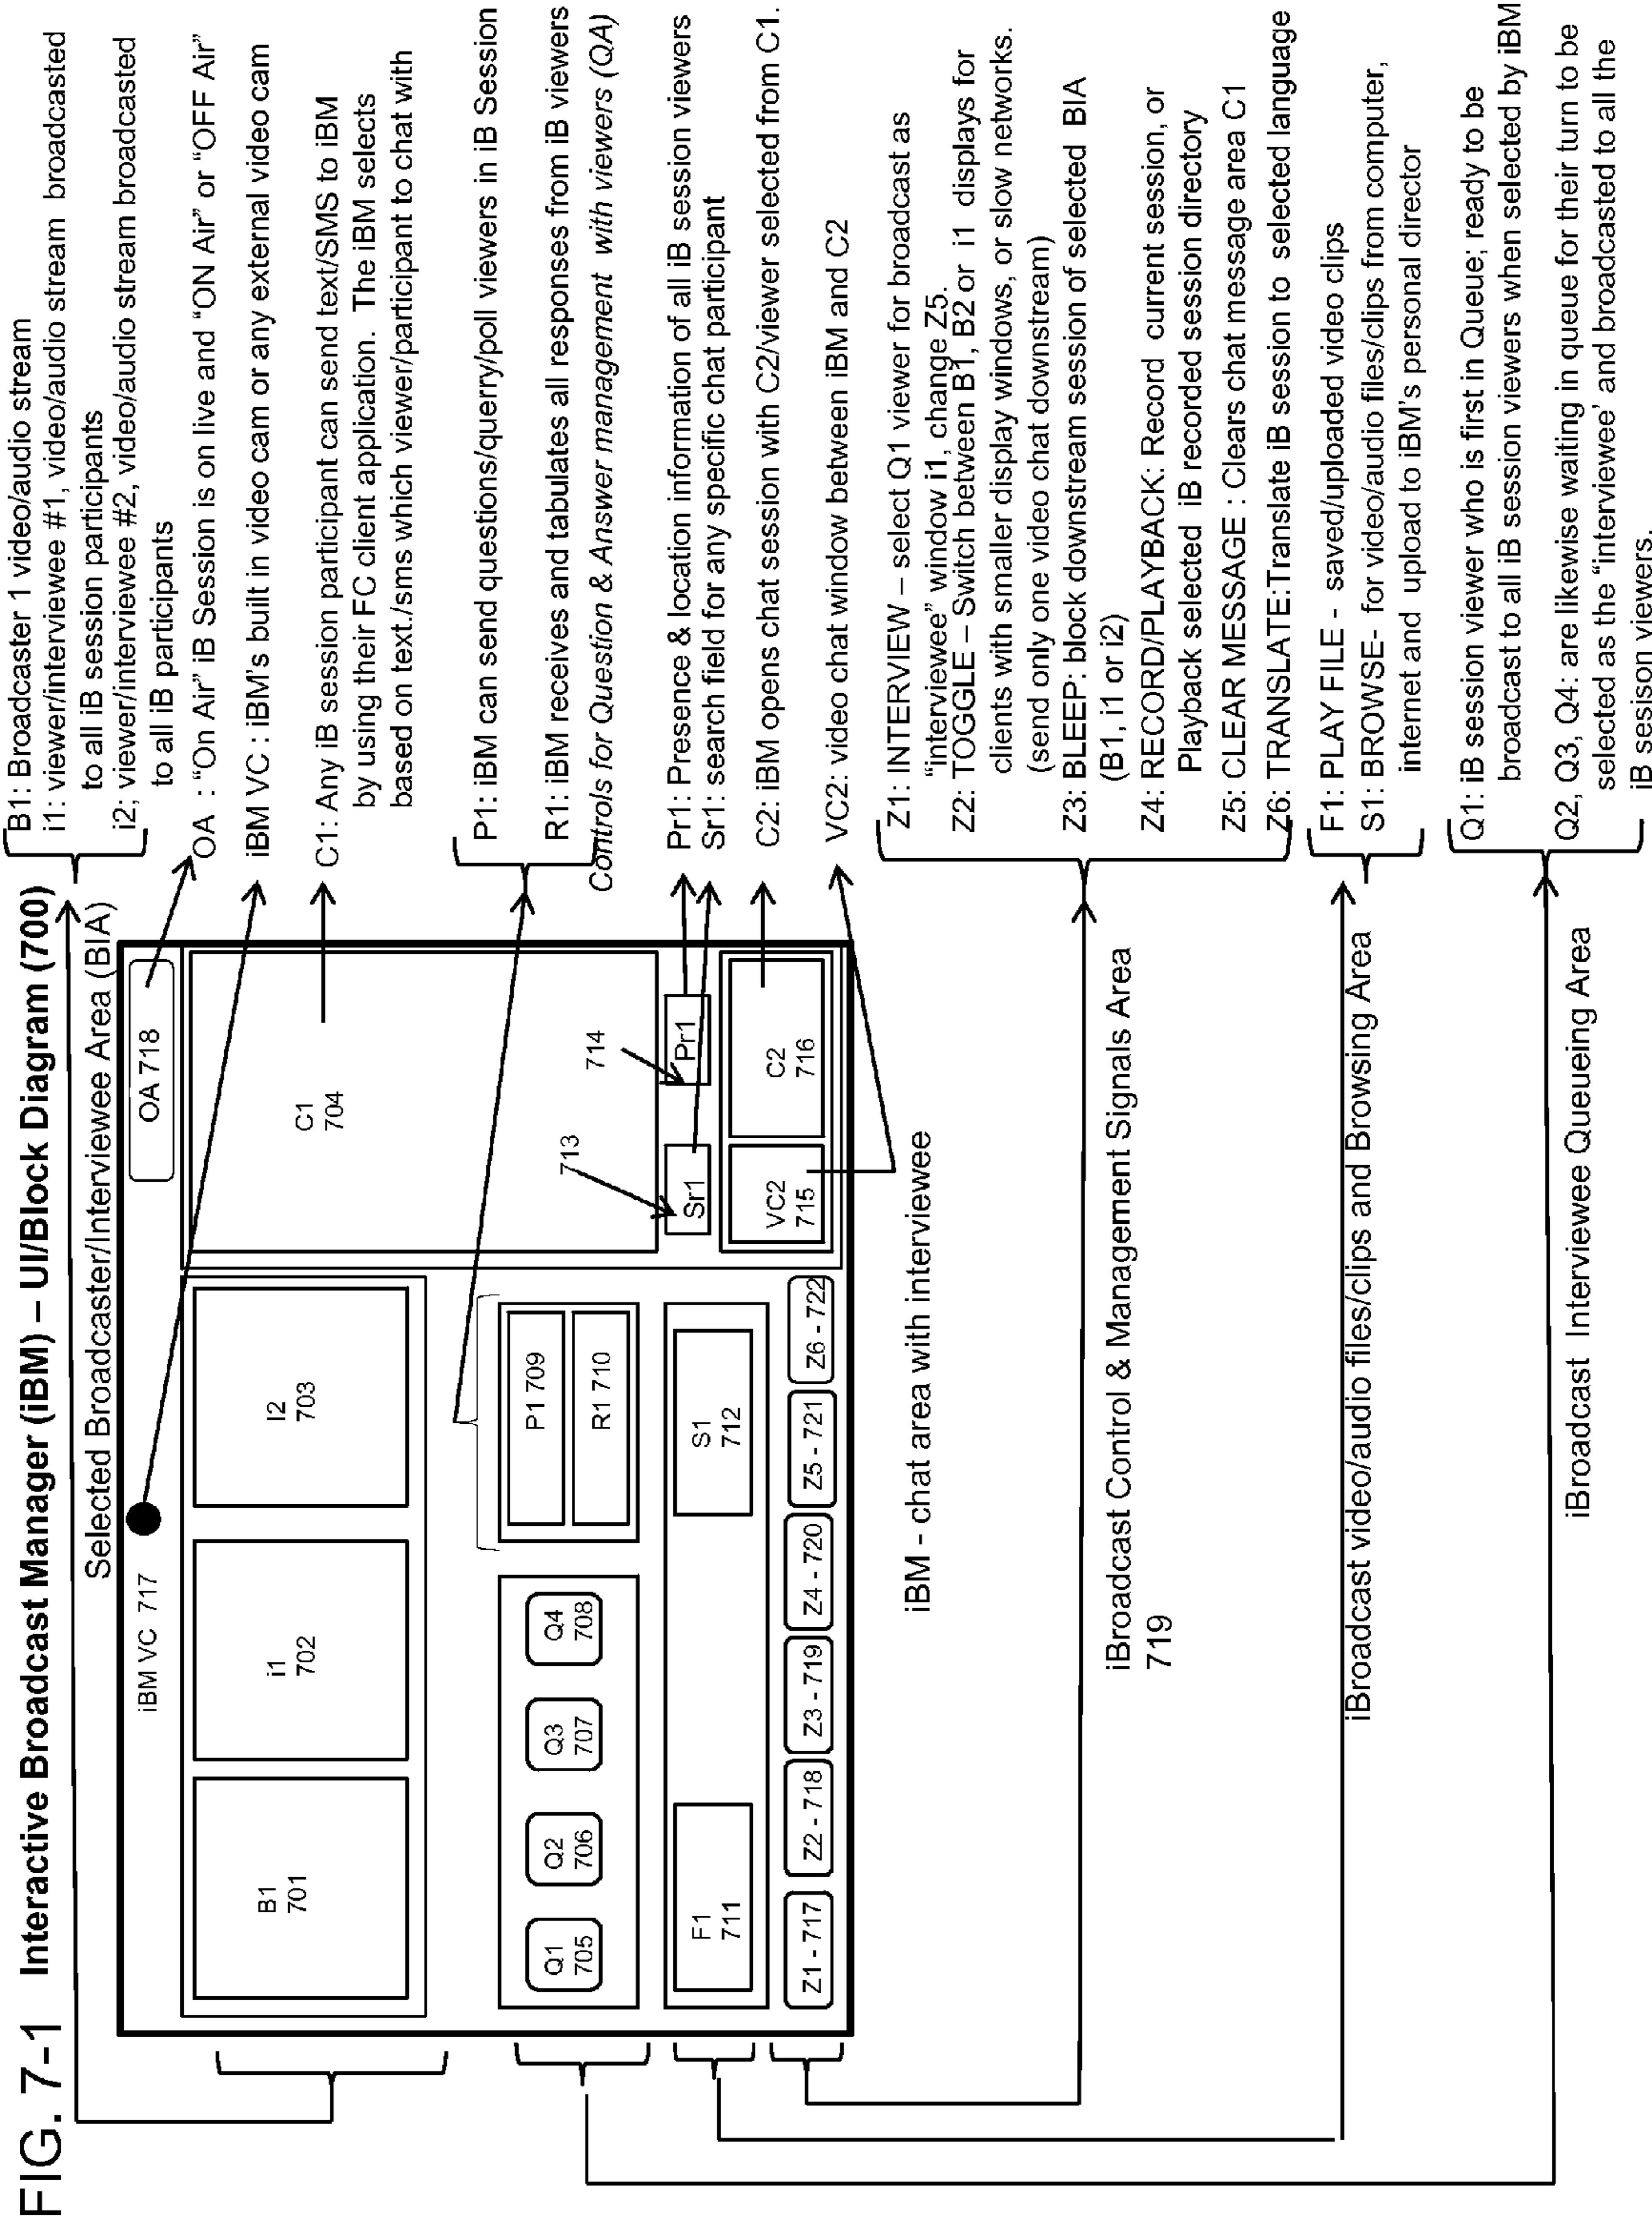 FIG. 7-1 Interactive Broadcast Manager (iBM) – UI/Block Diagram (700)
Selected Broadcaster/Interviewee Area (BIA)
iBM VC 717
OA 718
B1
701
i1
702
I2
703
C1
704
Q1
705
Q2
706
Q3
707
Q4
708
P1 709
R1 710
713
714
Sr1
Pr1
F1
711
S1
712
VC2
715
C2
716
Z1 - 717
Z2 - 718
Z3 - 719
Z4 - 720
Z5 - 721
Z6 - 722
iBM - chat area with interviewee
iBroadcast Control & Management Signals Area
719
iBroadcast video/audio files/clips and Browsing Area
iBroadcast Interviewee Queueing Area
B1: Broadcaster 1 video/audio stream
i1: viewer/interviewee #1, video/audio stream broadcasted
to all iB session participants
i2; viewer/interviewee #2, video/audio stream broadcasted
to all iB participants
OA : “On Air” iB Session is on live and “ON Air” or “OFF Air”
iBM VC : iBM’s built in video cam or any external video cam
C1: Any iB session participant can send text/SMS to iBM
by using their FC client application. The iBM selects
based on text./sms which viewer/participant to chat with
P1: iBM can send questions/querry/poll viewers in iB Session
R1: iBM receives and tabulates all responses from iB viewers
Controls for Question & Answer management with viewers (QA)
Pr1: Presence & location information of all iB session viewers
Sr1: search field for any specific chat participant
C2: iBM opens chat session with C2/viewer selected from C1.
VC2: video chat window between iBM and C2
Z1: INTERVIEW – select Q1 viewer for broadcast as
“interviewee” window i1, change Z5.
Z2: TOGGLE – Switch between B1, B2 or i1 displays for
clients with smaller display windows, or slow networks.
(send only one video chat downstream)
Z3: BLEEP: block downstream session of selected BIA
(B1, i1 or i2)
Z4: RECORD/PLAYBACK: Record current session, or
Playback selected iB recorded session directory
Z5: CLEAR MESSAGE : Clears chat message area C1
Z6: TRANSLATE:Translate iB session to selected language
F1: PLAY FILE - saved/uploaded video clips
S1: BROWSE- for video/audio files/clips from computer,
internet and upload to iBM’s personal director
Q1: iB session viewer who is first in Queue; ready to be
broadcast to all iB session viewers when selected by iBM
Q2, Q3, Q4: are likewise waiting in queue for their turn to be
selected as the “interviewee’ and broadcasted to all the
iB sesison viewers.